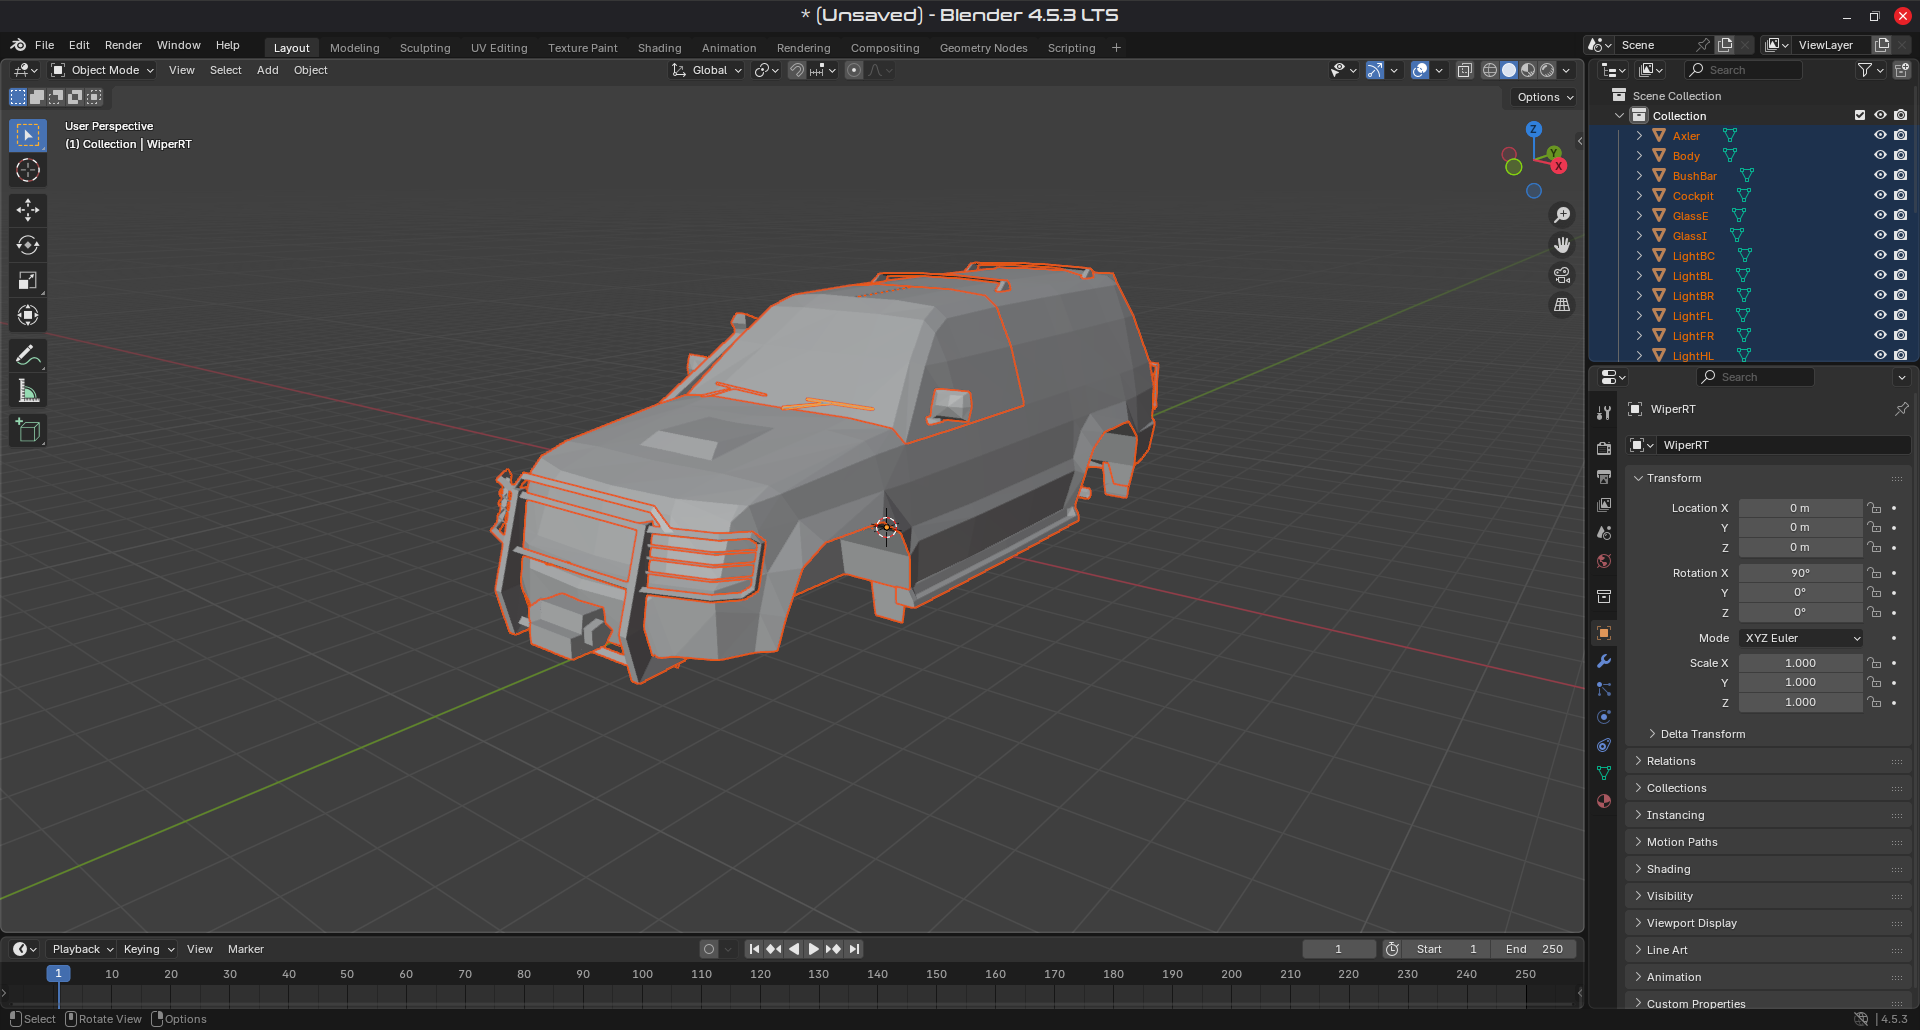 * (Unsaved) - Blender 4.5.3 LTS
File Edit Render Window Help Layout Modeling Sculpting UV Editing Texture Paint Shading Animation Rendering Compositing Geometry Nodes Scripting + Scene ViewLayer
Object Mode View Select Add Object Global Search
Options
User Perspective
(1) Collection | WiperRT
Z
Y
X
Scene Collection
Collection
Axler
Body
BushBar
Cockpit
GlassE
GlassI
LightBC
LightBL
LightBR
LightFL
LightFR
LightHL
Search
WiperRT
WiperRT
Transform
Location X 0 m
Y 0 m
Z 0 m
Rotation X 90°
Y 0°
Z 0°
Mode XYZ Euler
Scale X 1.000
Y 1.000
Z 1.000
Delta Transform
Relations
Collections
Instancing
Motion Paths
Shading
Visibility
Viewport Display
Line Art
Animation
Custom Properties
Playback Keying View Marker 1 Start 1 End 250
1 10 20 30 40 50 60 70 80 90 100 110 120 130 140 150 160 170 180 190 200 210 220 230 240 250
Select Rotate View Options 4.5.3